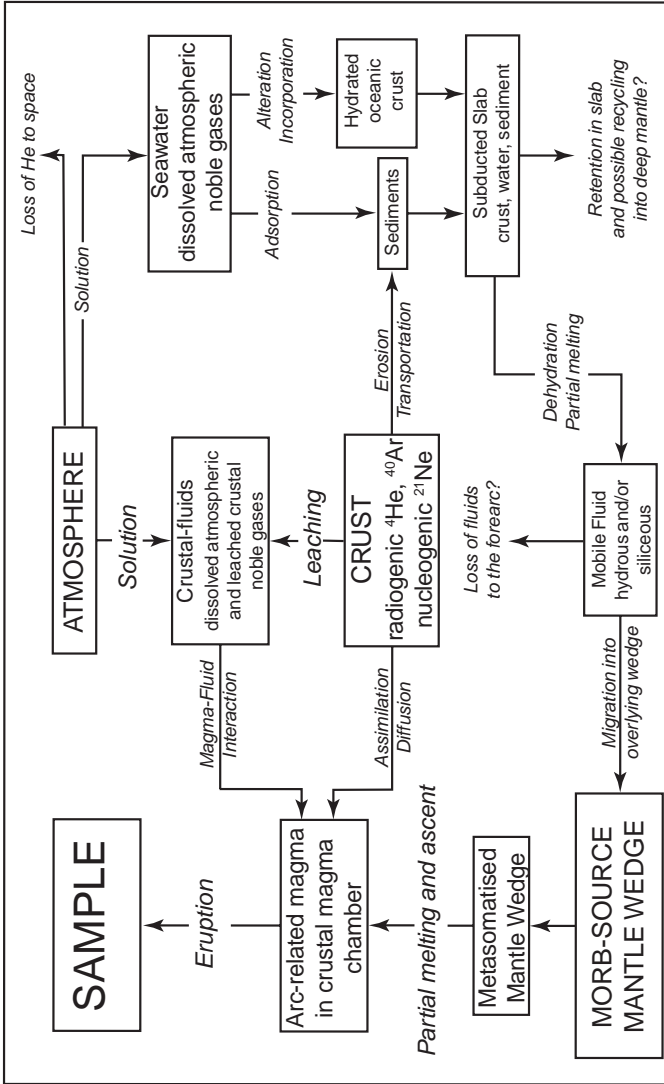 SAMPLE
Eruption
Arc-related magma
in crustal magma
chamber
Partial melting and ascent
Metasomatised
Mantle Wedge
MORB-SOURCE
MANTLE WEDGE
Magma-Fluid
Interaction
Assimilation
Diffusion
Migration into
overlying wedge
ATMOSPHERE
Solution
Crustal-fluids
dissolved atmospheric
and leached crustal
noble gases
Leaching
CRUST
radiogenic ⁴He, ⁴⁰Ar
nucleogenic ²¹Ne
Loss of fluids
to the forearc?
Mobile Fluid
hydrous and/or
siliceous
Erosion
Transportation
Dehydration
Partial melting
Loss of He to space
Solution
Seawater
dissolved atmospheric
noble gases
Alteration
Incorporation
Adsorption
Hydrated
oceanic
crust
Sediments
Subducted Slab
crust, water, sediment
Retention in slab
and possible recycling
into deep mantle?